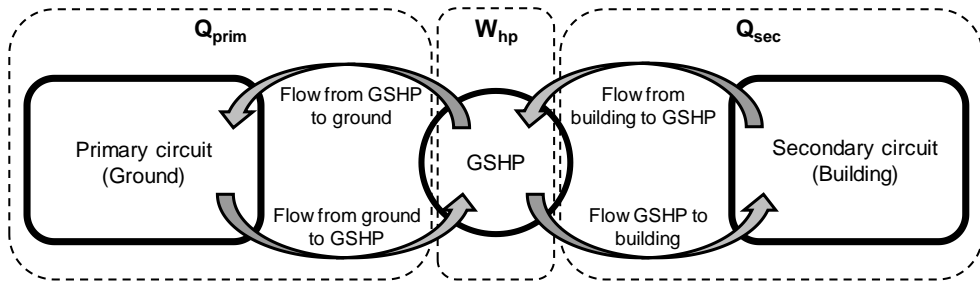 Q_prim
W_hp
Q_sec
Flow from GSHP
to ground
Flow from
building to GSHP
Primary circuit
(Ground)
GSHP
Secondary circuit
(Building)
Flow from ground
to GSHP
Flow GSHP to
building